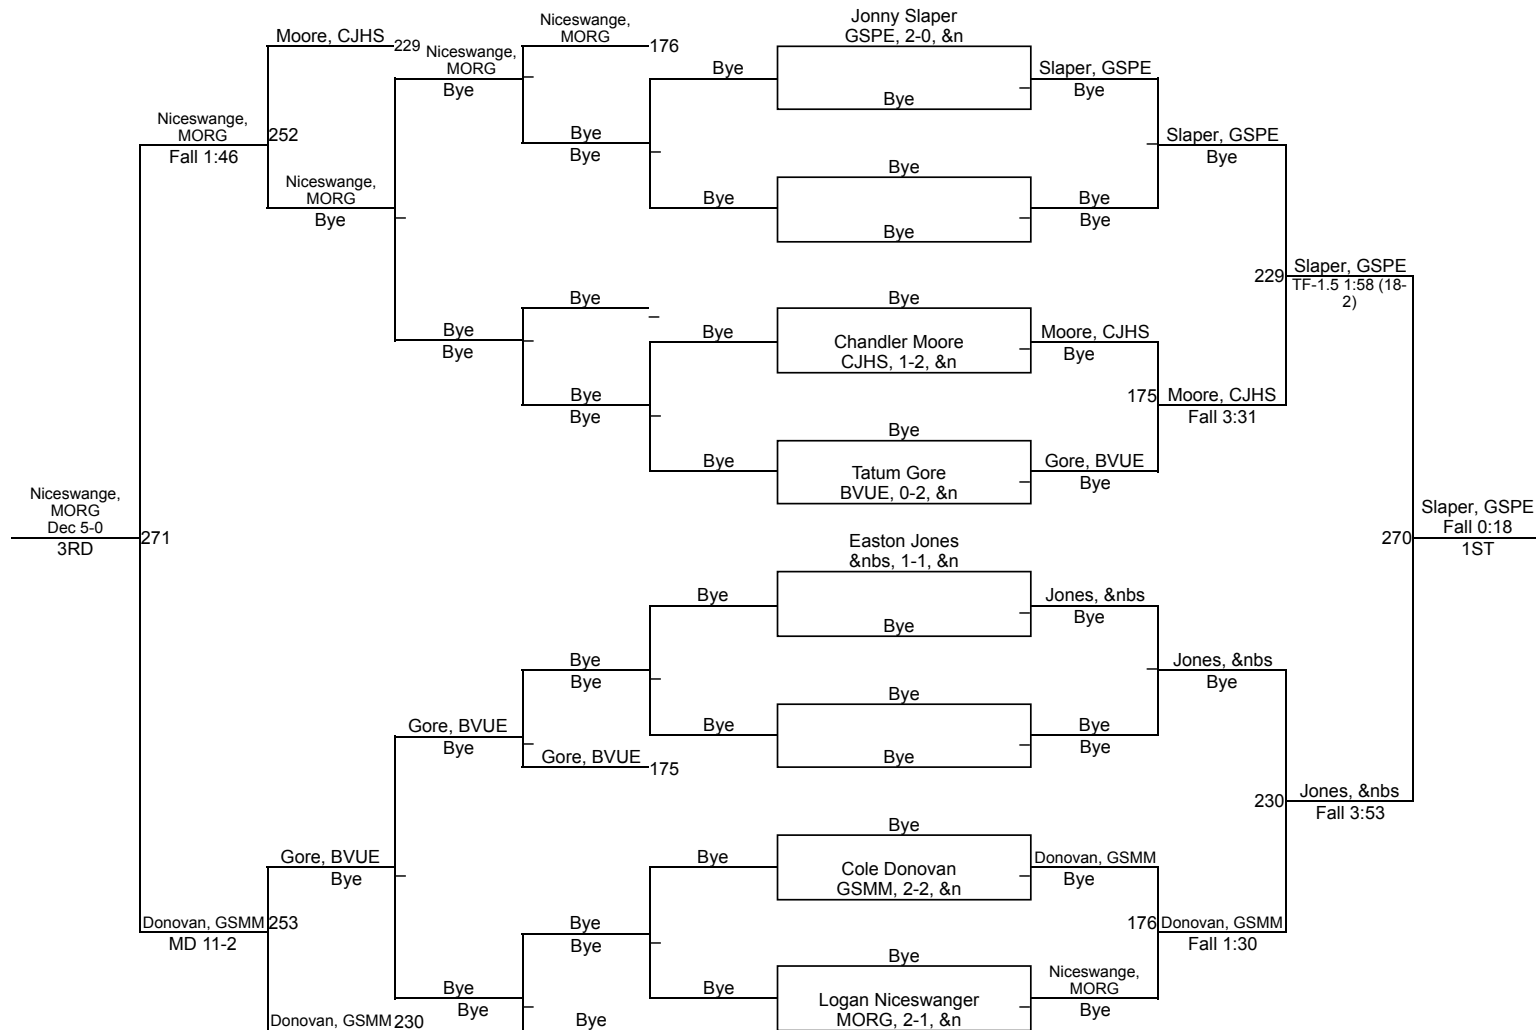 Jonny Slaper
GSPE, 2-0, &n
Niceswange,
MORG
176
Moore, CJHS
229
Niceswange,
MORG
Bye
Bye
Slaper, GSPE
Bye
Bye
Niceswange,
MORG
Fall 1:46
252
Bye
Bye
Slaper, GSPE
Bye
Niceswange,
MORG
Bye
Bye
Bye
Bye
Bye
Bye
229
Slaper, GSPE
TF-1.5 1:58 (18-
2)
Bye
Bye
Bye
Bye
Bye
Chandler Moore
CJHS, 1-2, &n
Moore, CJHS
Bye
Bye
Bye
175
Moore, CJHS
Fall 3:31
Bye
Bye
Tatum Gore
BVUE, 0-2, &n
Gore, BVUE
Bye
Niceswange,
MORG
Dec 5-0
3RD
271
270
Slaper, GSPE
Fall 0:18
1ST
Easton Jones
&nbs, 1-1, &n
Bye
Bye
Jones, &nbs
Bye
Bye
Bye
Jones, &nbs
Bye
Bye
Bye
Bye
Bye
Bye
Gore, BVUE
Bye
Gore, BVUE
175
230
Jones, &nbs
Fall 3:53
Bye
Gore, BVUE
Bye
Bye
Cole Donovan
GSMM, 2-2, &n
Donovan, GSMM
Bye
Donovan, GSMM
253
MD 11-2
Bye
Bye
176
Donovan, GSMM
Fall 1:30
Bye
Bye
Bye
Bye
Logan Niceswanger
MORG, 2-1, &n
Niceswange,
MORG
Bye
Donovan, GSMM
230
Bye